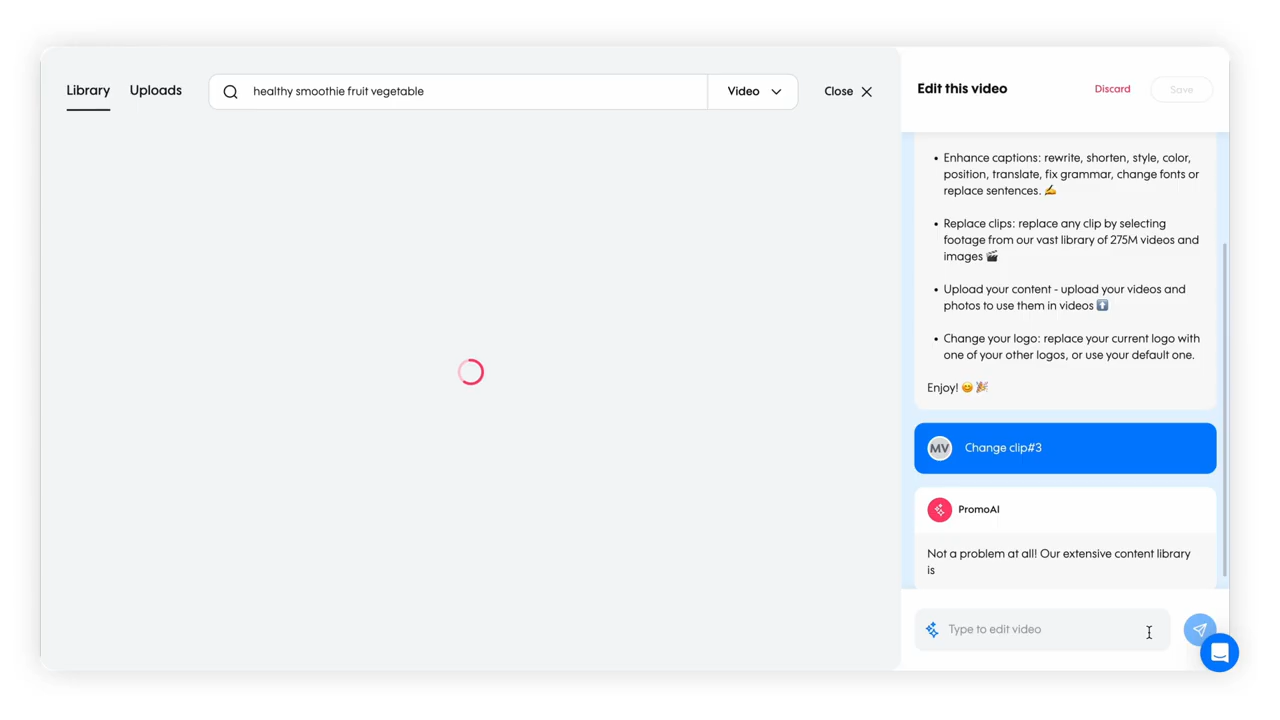 Library Uploads healthy smoothie fruit vegetable Video Close
Edit this video Discard Save
• Enhance captions: rewrite, shorten, style, color,
position, translate, fix grammar, change fonts or
replace sentences. ✍️
• Replace clips: replace any clip by selecting
footage from our vast library of 275M videos and
images 🎬
• Upload your content - upload your videos and
photos to use them in videos ⬆️
• Change your logo: replace your current logo with
one of your other logos, or use your default one.
Enjoy! 😊 🎉
MV Change clip#3
PromoAI
Not a problem at all! Our extensive content library
is
Type to edit video